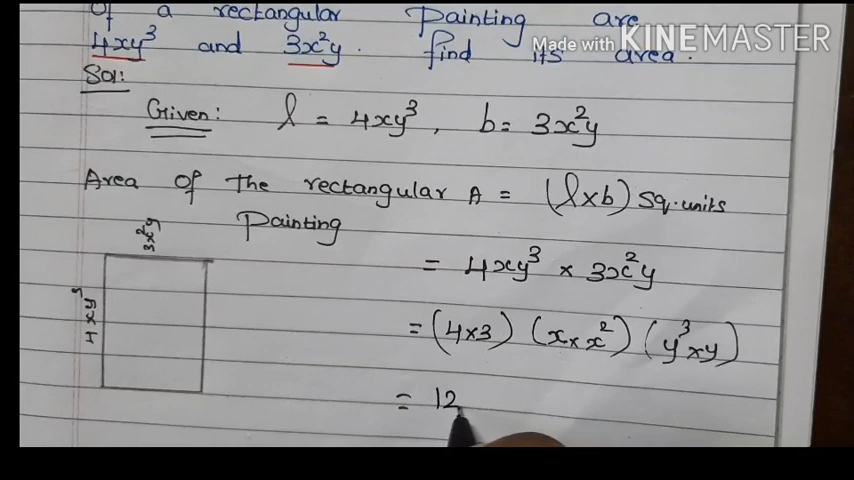 Of a rectangular Painting are
4xy³ and 3x²y. find its area.
Made with KINEMASTER
Sol:
Given: l = 4xy³, b = 3x²y
Area of the rectangular A = (l×b) sq.units
Painting
3x²y
= 4xy³ × 3x²y
4xy³
= (4×3) (x×x²) (y³×y)
= 12